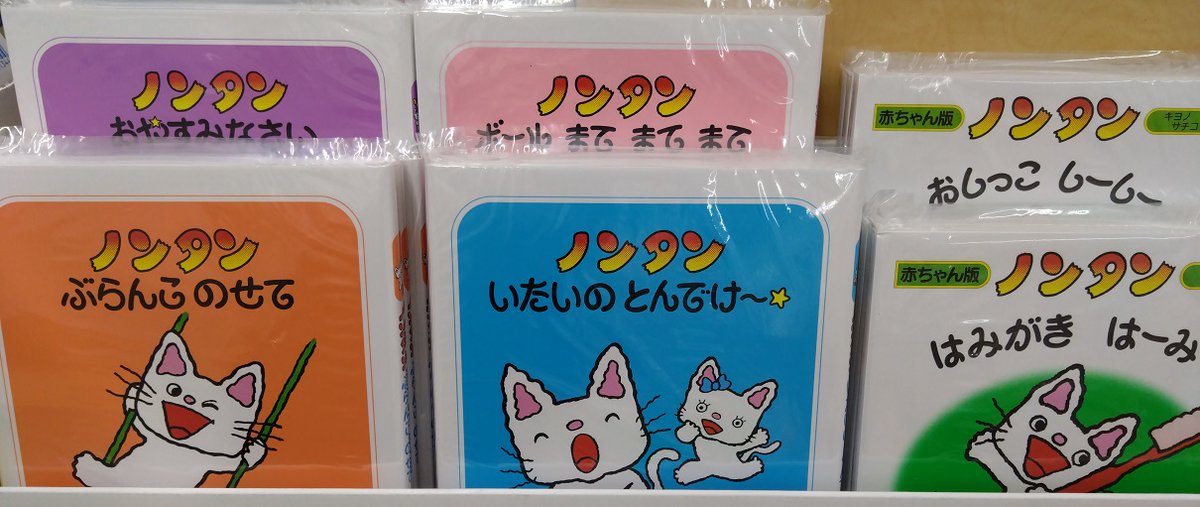 ノンタン
おやすみなさい
ノンタン
ボール まて まて まて
赤ちゃん版
ノンタン
キヨノ
サチコ
おしっこ しーしー
ノンタン
ぶらんこ のせて
ノンタン
いたいの とんでけ~☆
赤ちゃん版
ノンタン
はみがき はーみ